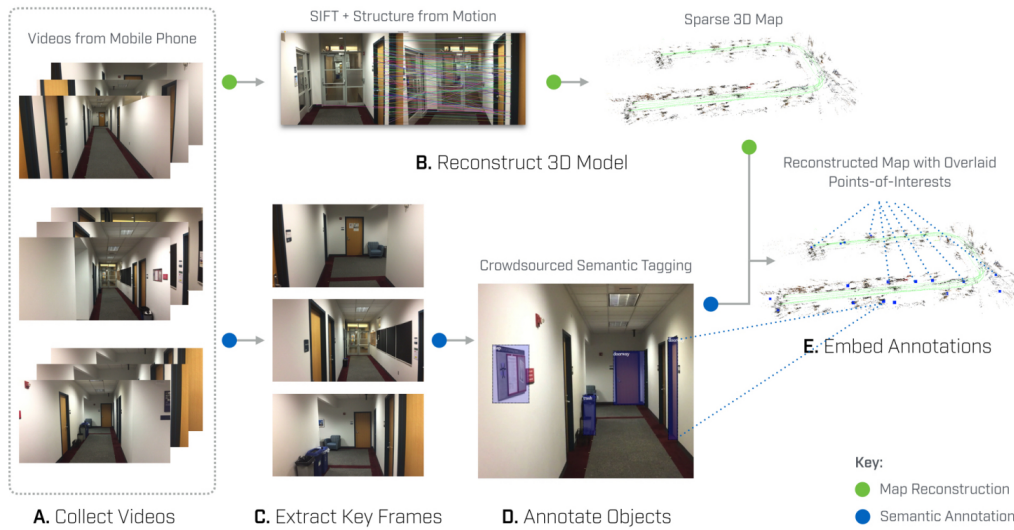 Videos from Mobile Phone
SIFT + Structure from Motion
Sparse 3D Map
B. Reconstruct 3D Model
Reconstructed Map with Overlaid
Points-of-Interests
Crowdsourced Semantic Tagging
doorway
E. Embed Annotations
Key:
Map Reconstruction
Semantic Annotation
A. Collect Videos
C. Extract Key Frames
D. Annotate Objects